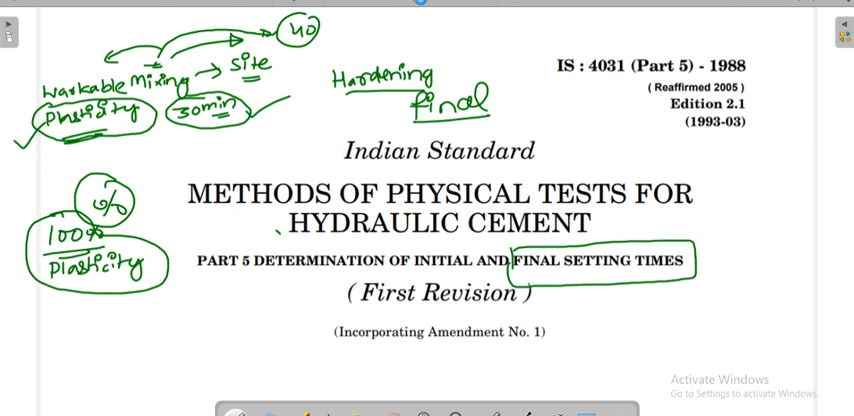 40
Workable Mixing → Site
Plasticity 30min
Hardening
final
%
100%
Plasticity
IS : 4031 (Part 5) - 1988
( Reaffirmed 2005 )
Edition 2.1
(1993-03)
Indian Standard
METHODS OF PHYSICAL TESTS FOR
HYDRAULIC CEMENT
PART 5 DETERMINATION OF INITIAL AND FINAL SETTING TIMES
( First Revision )
(Incorporating Amendment No. 1)
Activate Windows
Go to Settings to activate Windows.